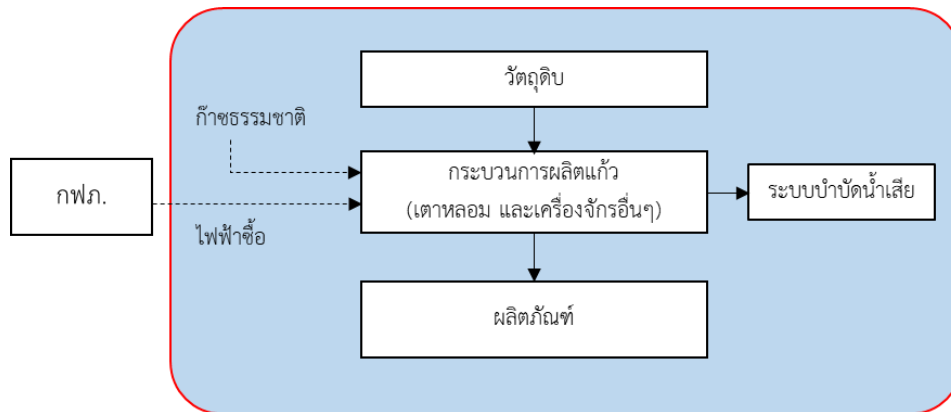 วัตถุดิบ
ก๊าซธรรมชาติ
กระบวนการผลิตแก้ว
(เตาหลอม และเครื่องจักรอื่นๆ)
ระบบบำบัดน้ำเสีย
กฟภ.
ไฟฟ้าซื้อ
ผลิตภัณฑ์